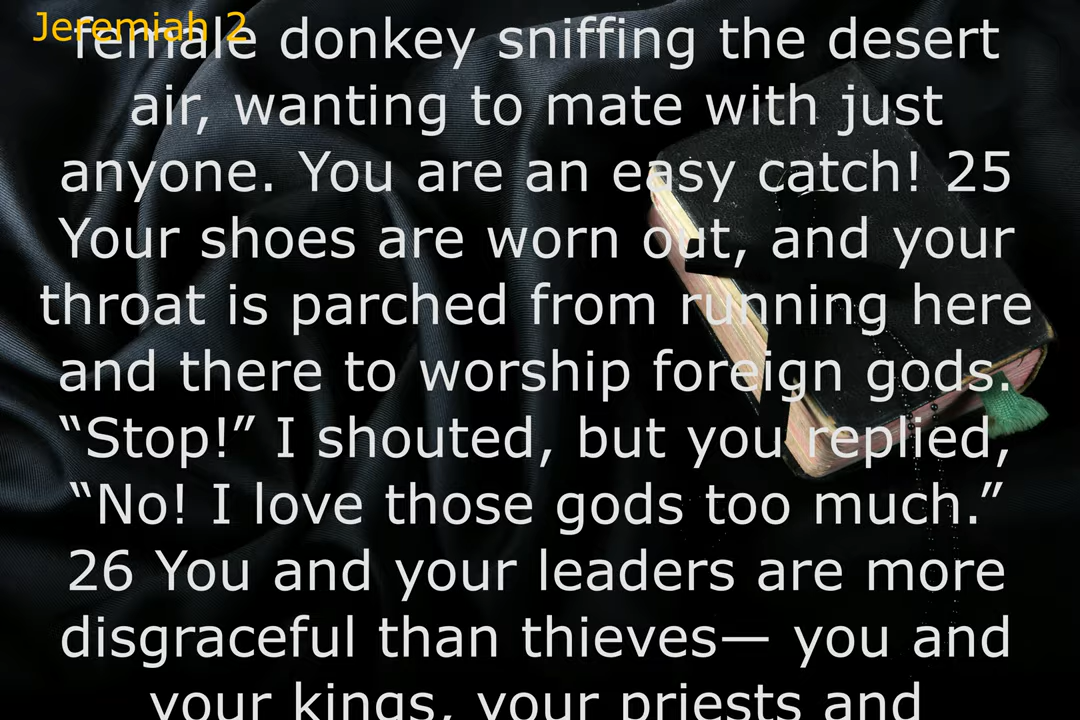 Jeremiah 2
female donkey sniffing the desert
air, wanting to mate with just
anyone. You are an easy catch! 25
Your shoes are worn out, and your
throat is parched from running here
and there to worship foreign gods.
“Stop!” I shouted, but you replied,
“No! I love those gods too much.”
26 You and your leaders are more
disgraceful than thieves— you and
your kings, your priests and